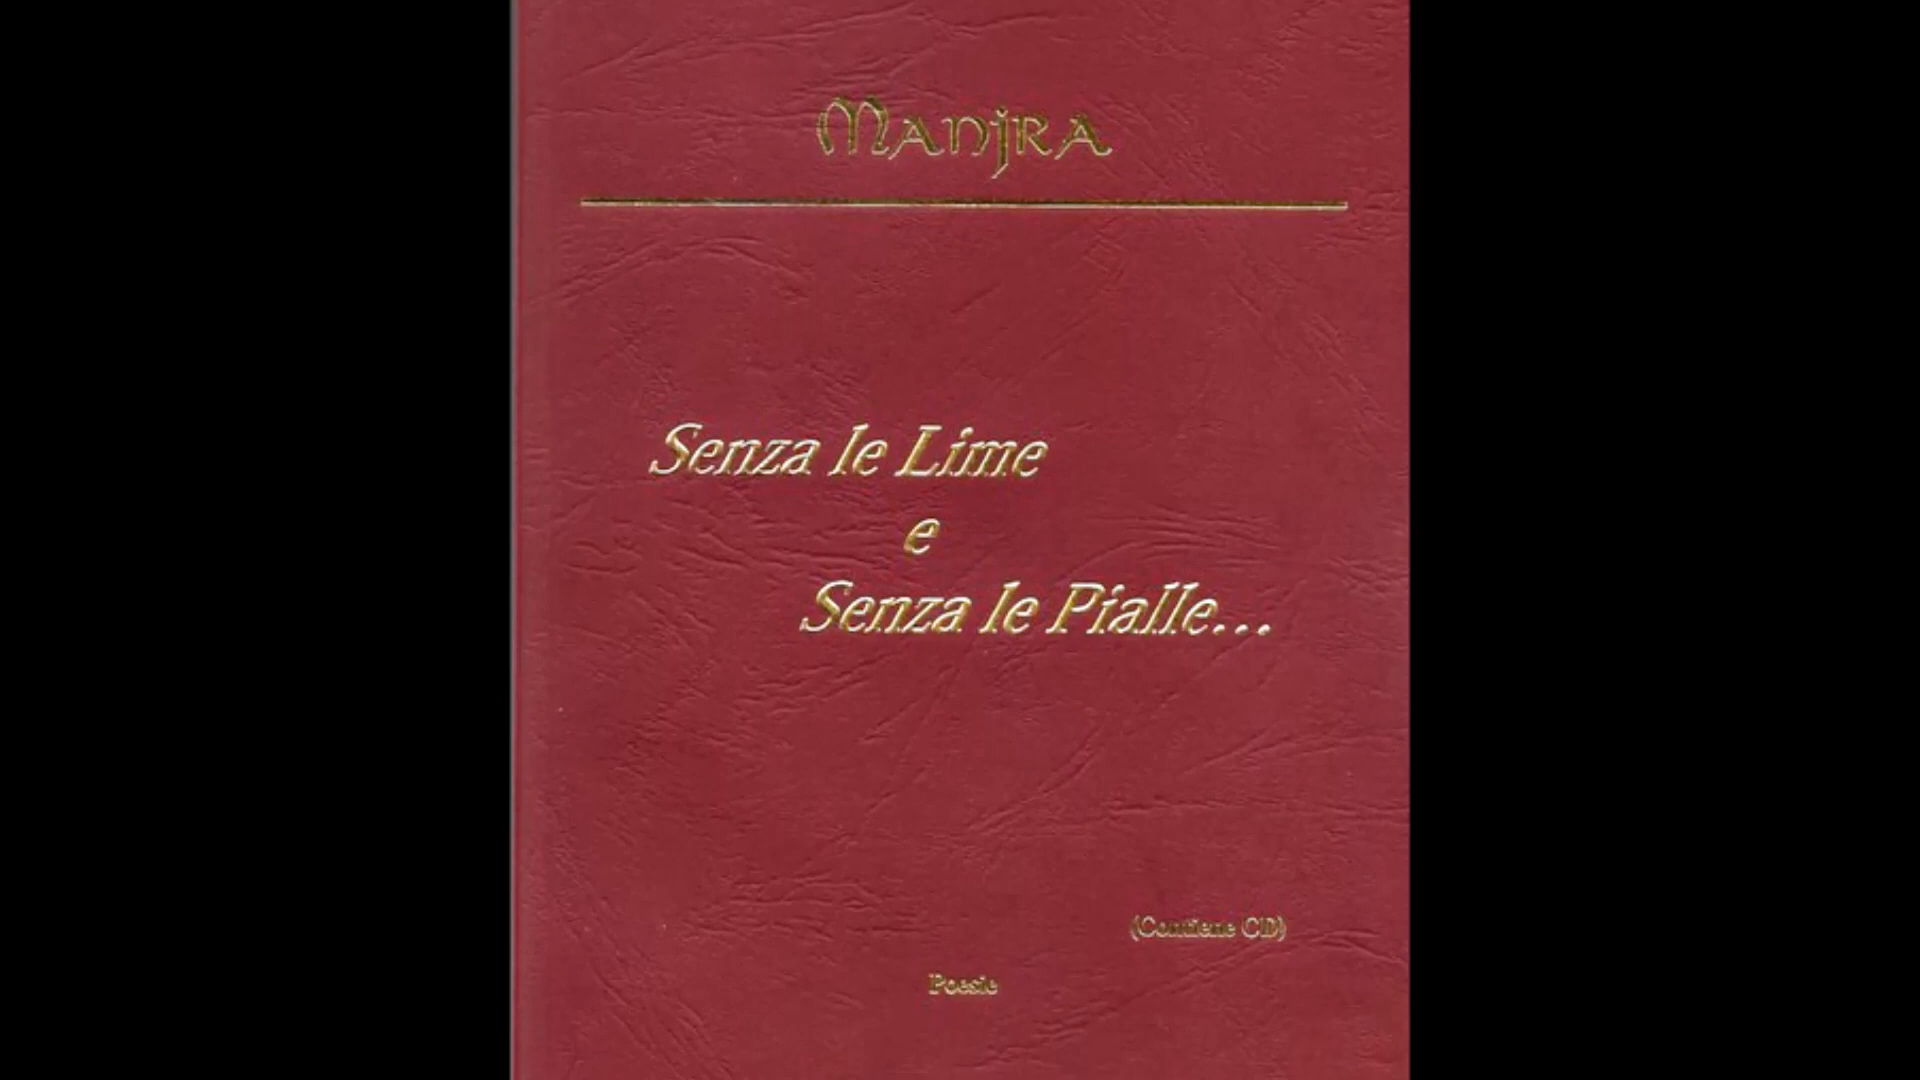 Manjra
Senza le Lime
e
Senza le Pialle...
(Contiene CD)
Poesie